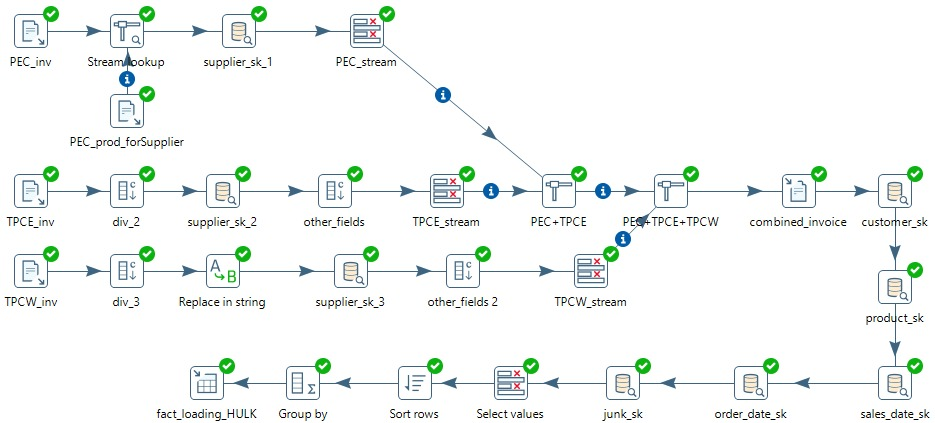 PEC_inv
Stream lookup
supplier_sk_1
PEC_stream
PEC_prod_forSupplier
TPCE_inv
div_2
supplier_sk_2
other_fields
TPCE_stream
PEC+TPCE
PEC+TPCE+TPCW
combined_invoice
customer_sk
TPCW_inv
div_3
A
B
Replace in string
supplier_sk_3
other_fields 2
TPCW_stream
product_sk
fact_loading_HULK
Group by
Sort rows
Select values
junk_sk
order_date_sk
sales_date_sk